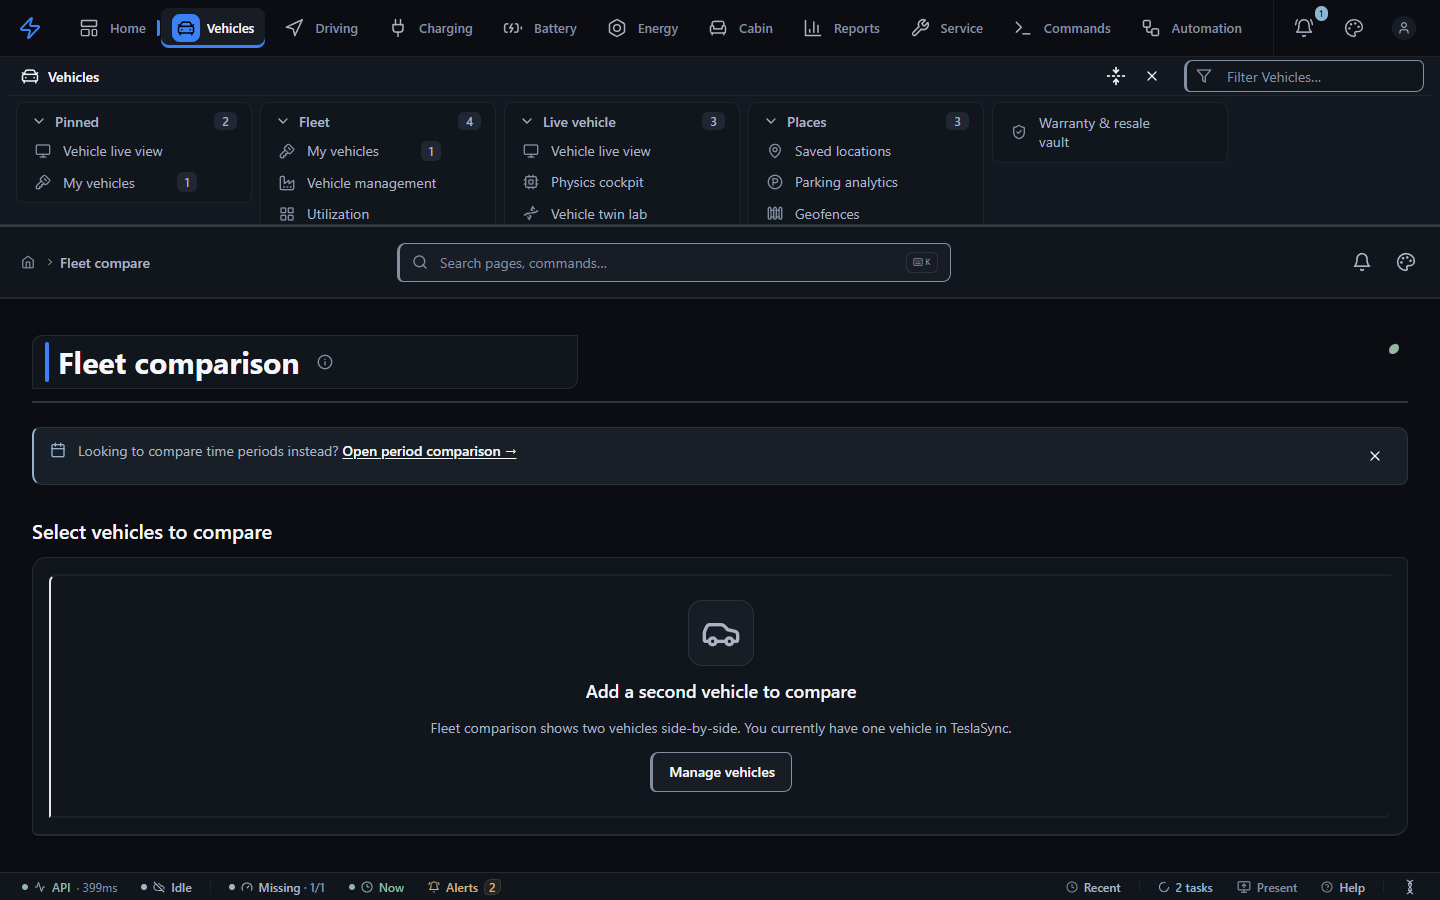 Home
Vehicles
Driving
Charging
Battery
Energy
Cabin
Reports
Service
Commands
Automation
1
Vehicles
Filter Vehicles...
Pinned 2
Vehicle live view
My vehicles 1
Fleet 4
My vehicles 1
Vehicle management
Utilization
Live vehicle 3
Vehicle live view
Physics cockpit
Vehicle twin lab
Places 3
Saved locations
Parking analytics
Geofences
Warranty & resale
vault
Fleet compare
Search pages, commands...
K
Fleet comparison
Looking to compare time periods instead? Open period comparison →
Select vehicles to compare
Add a second vehicle to compare
Fleet comparison shows two vehicles side-by-side. You currently have one vehicle in TeslaSync.
Manage vehicles
API · 399ms
Idle
Missing · 1/1
Now
Alerts 2
Recent
2 tasks
Present
Help